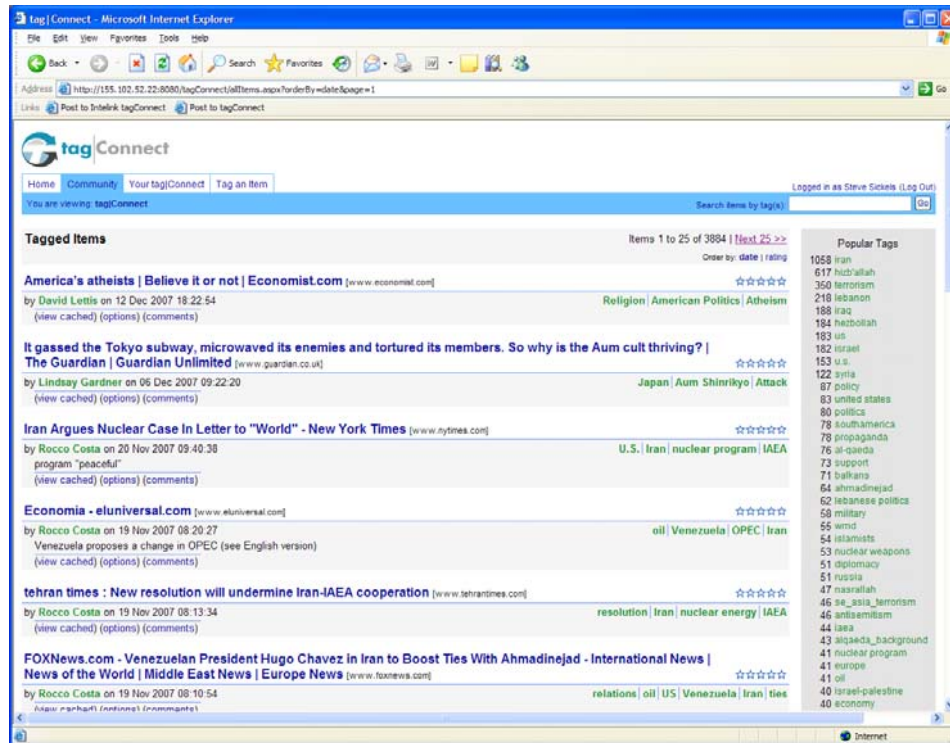 tag|Connect - Microsoft Internet Explorer
File Edit View Favorites Tools Help
Back Search Favorites
Address http://155.102.52.22:8080/tagConnect/allItems.aspx?orderBy=date&page=1 Go
Links Post to Intelink tagConnect Post to tagConnect
tag|Connect
Home Community Your tag|Connect Tag an Item Logged in as Steve Sickels (Log Out)
You are viewing: tag|Connect Search items by tag(s): Go
Tagged Items Items 1 to 25 of 3884 | Next 25 >>
Order by: date | rating
America's atheists | Believe it or not | Economist.com [www.economist.com]
by David Lettis on 12 Dec 2007 18:22:54 Religion | American Politics | Atheism
(view cached) (options) (comments)
It gassed the Tokyo subway, microwaved its enemies and tortured its members. So why is the Aum cult thriving? |
The Guardian | Guardian Unlimited [www.guardian.co.uk]
by Lindsay Gardner on 06 Dec 2007 09:22:20 Japan | Aum Shinrikyo | Attack
(view cached) (options) (comments)
Iran Argues Nuclear Case In Letter to "World" - New York Times [www.nytimes.com]
by Rocco Costa on 20 Nov 2007 09:40:38 U.S. | Iran | nuclear program | IAEA
program "peaceful"
(view cached) (options) (comments)
Economia - eluniversal.com [www.eluniversal.com]
by Rocco Costa on 19 Nov 2007 08:20:27 oil | Venezuela | OPEC | Iran
Venezuela proposes a change in OPEC (see English version)
(view cached) (options) (comments)
tehran times : New resolution will undermine Iran-IAEA cooperation [www.tehrantimes.com]
by Rocco Costa on 19 Nov 2007 08:13:34 resolution | Iran | nuclear energy | IAEA
(view cached) (options) (comments)
FOXNews.com - Venezuelan President Hugo Chavez in Iran to Boost Ties With Ahmadinejad - International News |
News of the World | Middle East News | Europe News [www.foxnews.com]
by Rocco Costa on 19 Nov 2007 08:10:54 relations | oil | US | Venezuela | Iran | ties
(view cached) (options) (comments)
Popular Tags
1058 iran
617 hizb'allah
350 terrorism
218 lebanon
188 iraq
184 hezbollah
183 us
182 israel
153 u.s.
122 syria
87 policy
83 united states
80 politics
78 southamerica
78 propaganda
76 al-qaeda
73 support
71 balkans
64 ahmadinejad
62 lebanese politics
58 military
55 wmd
54 islamists
53 nuclear weapons
51 diplomacy
51 russia
47 nasrallah
46 se_asia_terrorism
46 antisemitism
44 iaea
43 alqaeda_background
41 nuclear program
41 europe
41 oil
40 israel-palestine
40 economy
Internet